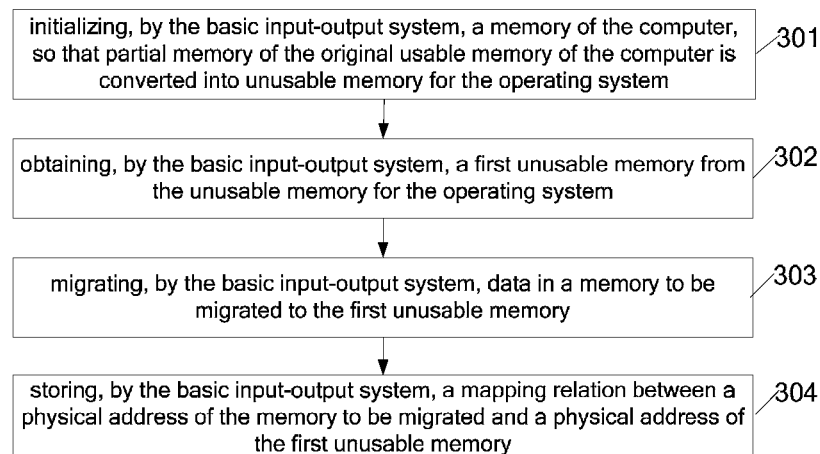 initializing, by the basic input-output system, a memory of the computer,
so that partial memory of the original usable memory of the computer is
converted into unusable memory for the operating system
301
obtaining, by the basic input-output system, a first unusable memory from
the unusable memory for the operating system
302
migrating, by the basic input-output system, data in a memory to be
migrated to the first unusable memory
303
storing, by the basic input-output system, a mapping relation between a
physical address of the memory to be migrated and a physical address of
the first unusable memory
304